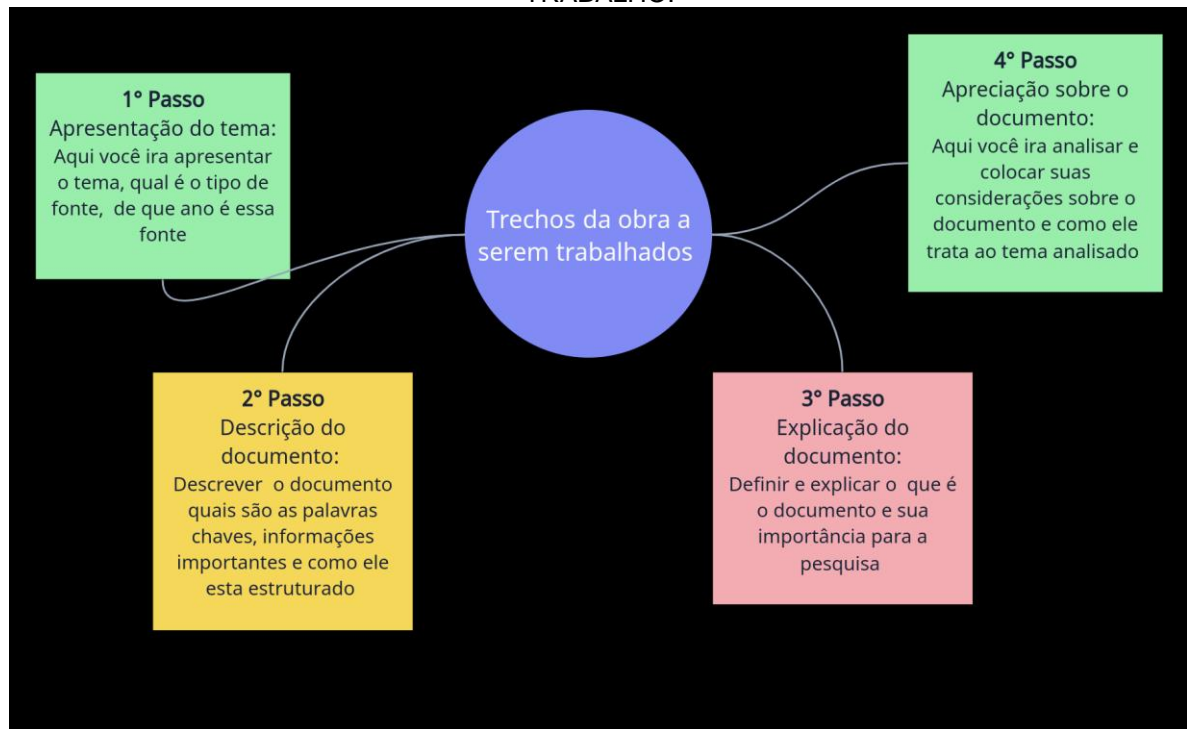 TRABALHO.
1° Passo
Apresentação do tema:
Aqui você ira apresentar
o tema, qual é o tipo de
fonte, de que ano é essa
fonte
Trechos da obra a
serem trabalhados
4° Passo
Apreciação sobre o
documento:
Aqui você ira analisar e
colocar suas
considerações sobre o
documento e como ele
trata ao tema analisado
2° Passo
Descrição do
documento:
Descrever o documento
quais são as palavras
chaves, informações
importantes e como ele
esta estruturado
3° Passo
Explicação do
documento:
Definir e explicar o que é
o documento e sua
importância para a
pesquisa